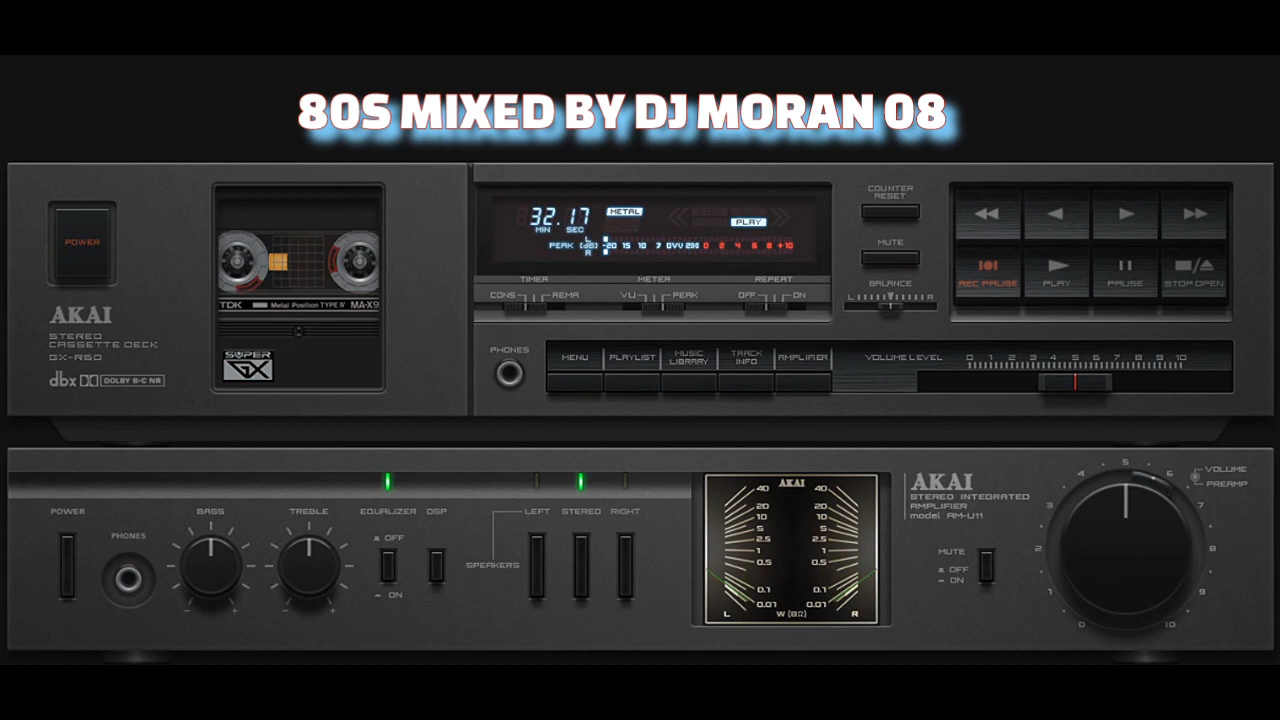 80S MIXED BY DJ MORAN 08
POWER
AKAI
STEREO
CASSETTE DECK
GX-R60
dbx DOLBY B-C NR
TDK Metal Position TYPE IV MA-X9
SUPER
GX
32.17 METAL
PLAY
MIN SEC
L
PEAK [dB] -20 15 10 7 0 2 4 6 8 +10
R
TIMER METER REPEAT
CONS REMA VU PEAK OFF ON
COUNTER
RESET
MUTE
BALANCE
L R
REC PAUSE PLAY PAUSE STOP OPEN
PHONES
MENU PLAYLIST MUSIC LIBRARY TRACK INFO AMPLIFIER
VOLUME LEVEL 0 1 2 3 4 5 6 7 8 9 10
POWER
PHONES
BASS
- +
TREBLE
- +
EQUALIZER DSP
OFF
ON
SPEAKERS
LEFT STEREO RIGHT
AKAI
40 40
20 20
10 10
5 5
2.5 2.5
1 1
0.5 0.5
0.1 0.1
0.01 0.01
L W (8Ω) R
AKAI
STEREO INTEGRATED
AMPLIFIER
model AM-U11
MUTE
OFF
ON
0 1 2 3 4 5 6 7 8 9 10
VOLUME
PREAMP